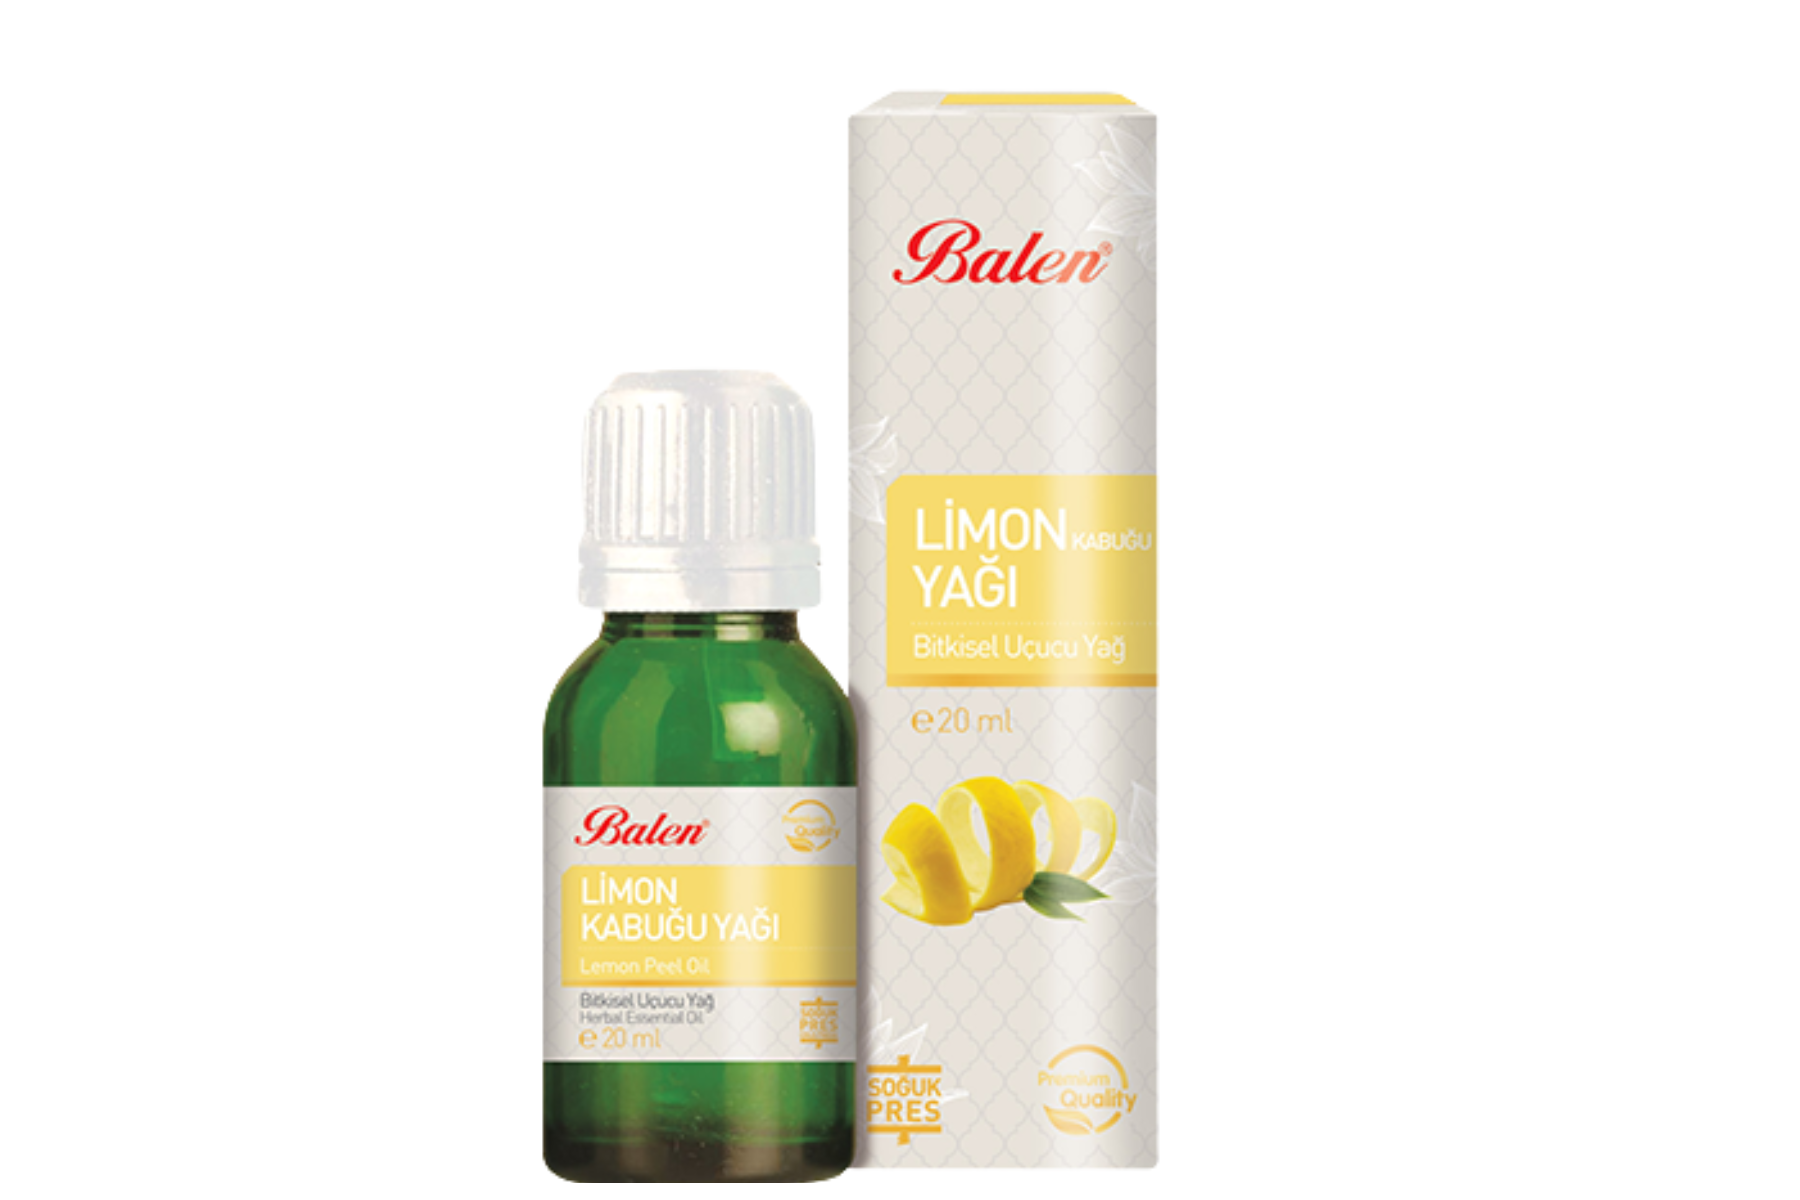 Balen®
LİMON KABUĞU
YAĞI
Bitkisel Uçucu Yağ
℮ 20 ml
SOĞUK
PRES
Premium
Quality
Balen®
Premium
Quality
LİMON
KABUĞU YAĞI
Lemon Peel Oil
Bitkisel Uçucu Yağ
Herbal Essential Oil
℮ 20 ml
SOĞUK
PRES